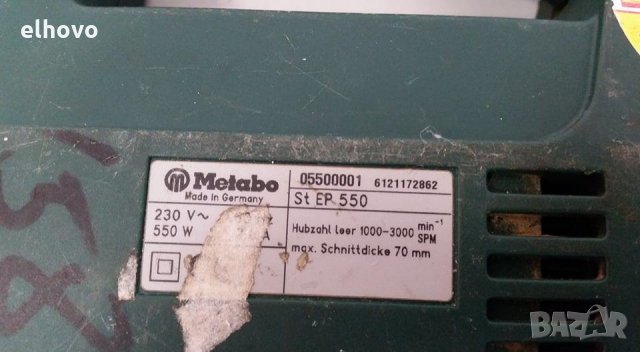 elhovo
Metabo
Made in Germany
230 V~
550 W A
05500001 6121172862
St EP 550
Hubzahl leer 1000-3000 min⁻¹ SPM
max. Schnittdicke 70 mm
BAZAR